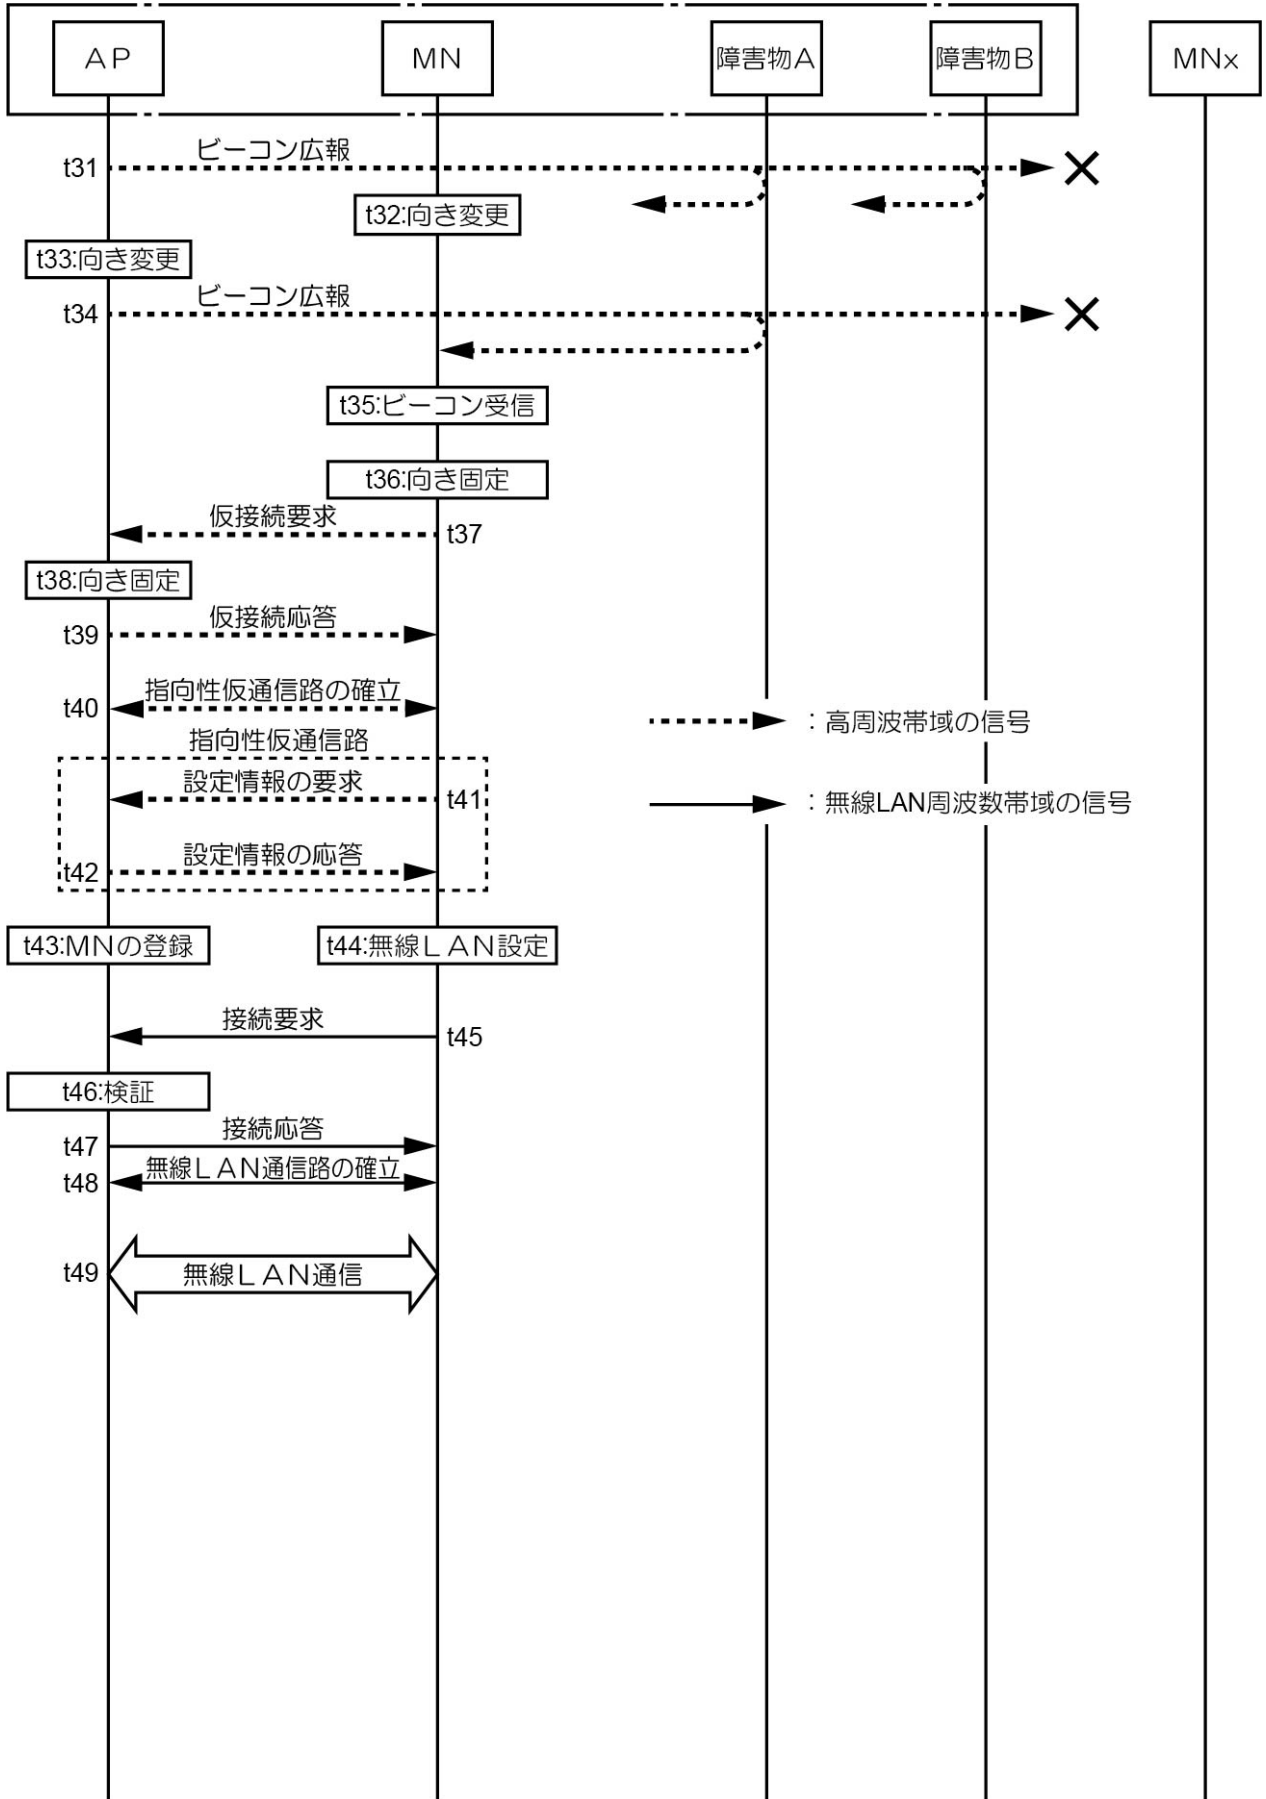 ＡＰ
ＭＮ
障害物Ａ
障害物Ｂ
ＭＮｘ
ビーコン広報
t31
t32:向き変更
t33:向き変更
ビーコン広報
t34
t35:ビーコン受信
t36:向き固定
仮接続要求
t37
t38:向き固定
仮接続応答
t39
指向性仮通信路の確立
t40
：高周波帯域の信号
指向性仮通信路
設定情報の要求
t41
：無線LAN周波数帯域の信号
設定情報の応答
t42
t43:ＭＮの登録
t44:無線ＬＡＮ設定
接続要求
t45
t46:検証
接続応答
t47
無線ＬＡＮ通信路の確立
t48
t49
無線ＬＡＮ通信